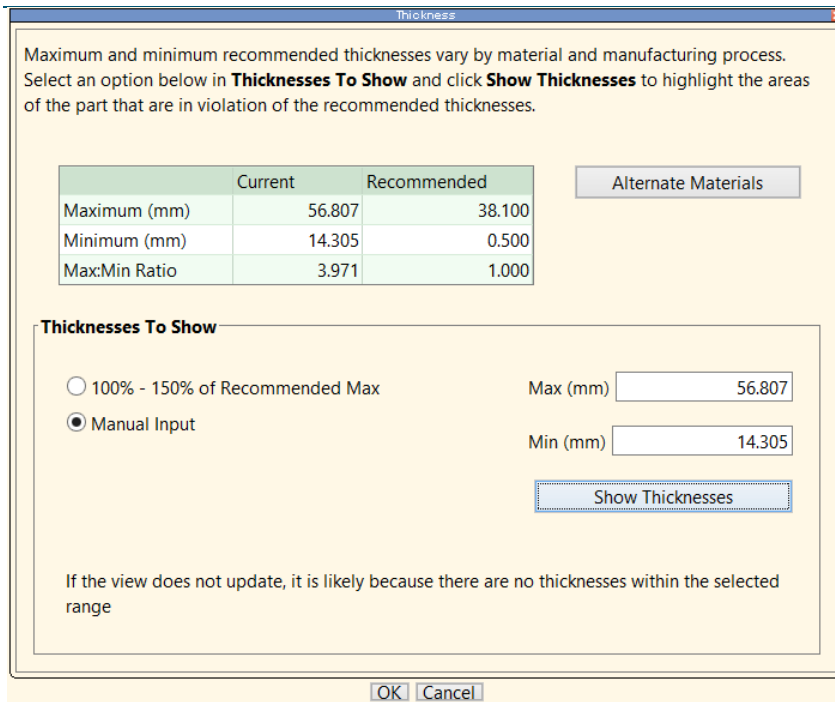 Thickness
Maximum and minimum recommended thicknesses vary by material and manufacturing process.
Select an option below in Thicknesses To Show and click Show Thicknesses to highlight the areas
of the part that are in violation of the recommended thicknesses.
Current Recommended
Alternate Materials
Maximum (mm) 56.807 38.100
Minimum (mm) 14.305 0.500
Max:Min Ratio 3.971 1.000
Thicknesses To Show
100% - 150% of Recommended Max
Max (mm) 56.807
Manual Input
Min (mm) 14.305
Show Thicknesses
If the view does not update, it is likely because there are no thicknesses within the selected
range
OK Cancel